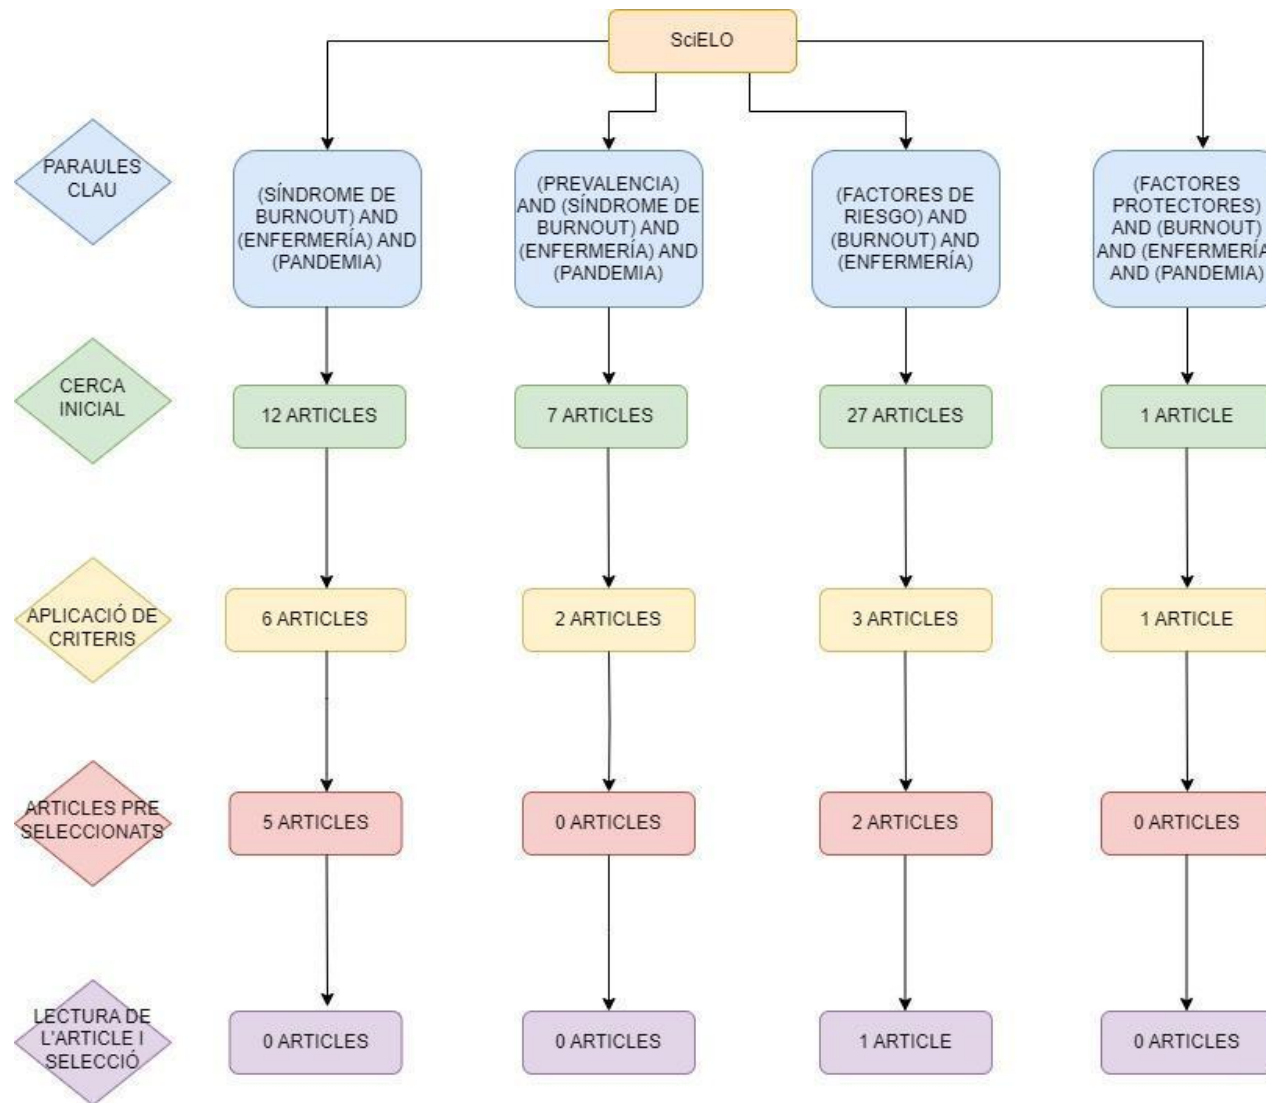 SciELO
PARAULES
CLAU
(SÍNDROME DE
BURNOUT) AND
(ENFERMERÍA) AND
(PANDEMIA)
(PREVALENCIA)
AND (SÍNDROME DE
BURNOUT) AND
(ENFERMERÍA) AND
(PANDEMIA)
(FACTORES DE
RIESGO) AND
(BURNOUT) AND
(ENFERMERÍA)
(FACTORES
PROTECTORES)
AND (BURNOUT)
AND (ENFERMERÍA
AND (PANDEMIA)
CERCA
INICIAL
12 ARTICLES
7 ARTICLES
27 ARTICLES
1 ARTICLE
APLICACIÓ DE
CRITERIS
6 ARTICLES
2 ARTICLES
3 ARTICLES
1 ARTICLE
ARTICLES PRE
SELECCIONATS
5 ARTICLES
0 ARTICLES
2 ARTICLES
0 ARTICLES
LECTURA DE
L'ARTICLE I
SELECCIÓ
0 ARTICLES
0 ARTICLES
1 ARTICLE
0 ARTICLES